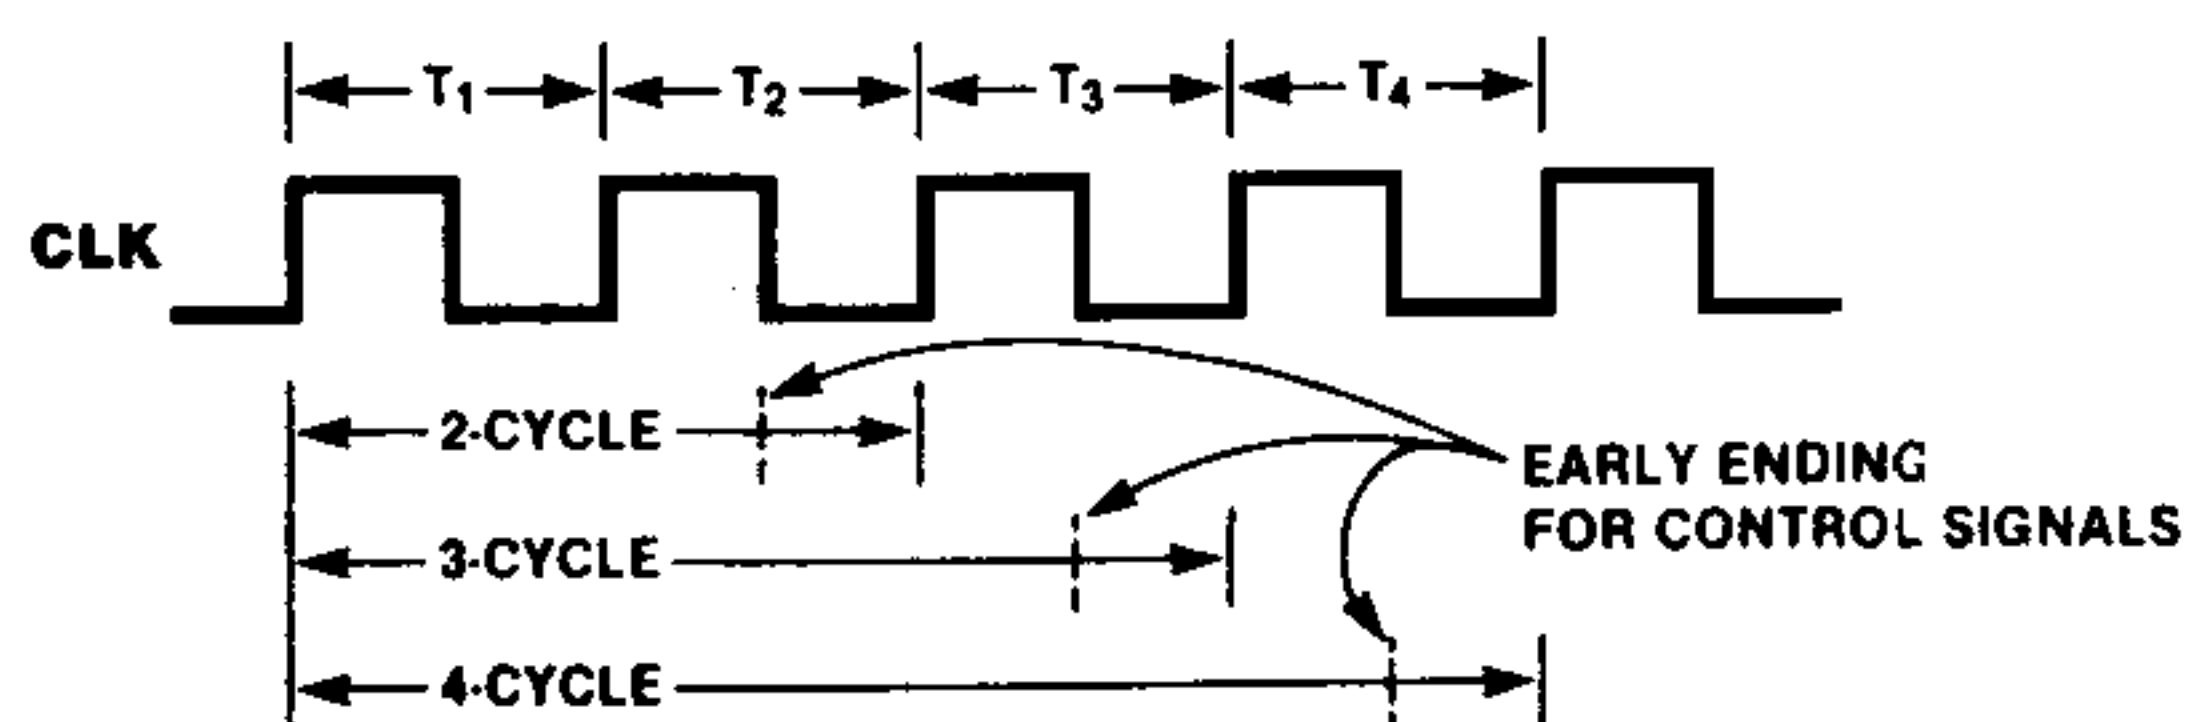 T1 T2 T3 T4
CLK
2-CYCLE
EARLY ENDING
FOR CONTROL SIGNALS
3-CYCLE
4-CYCLE